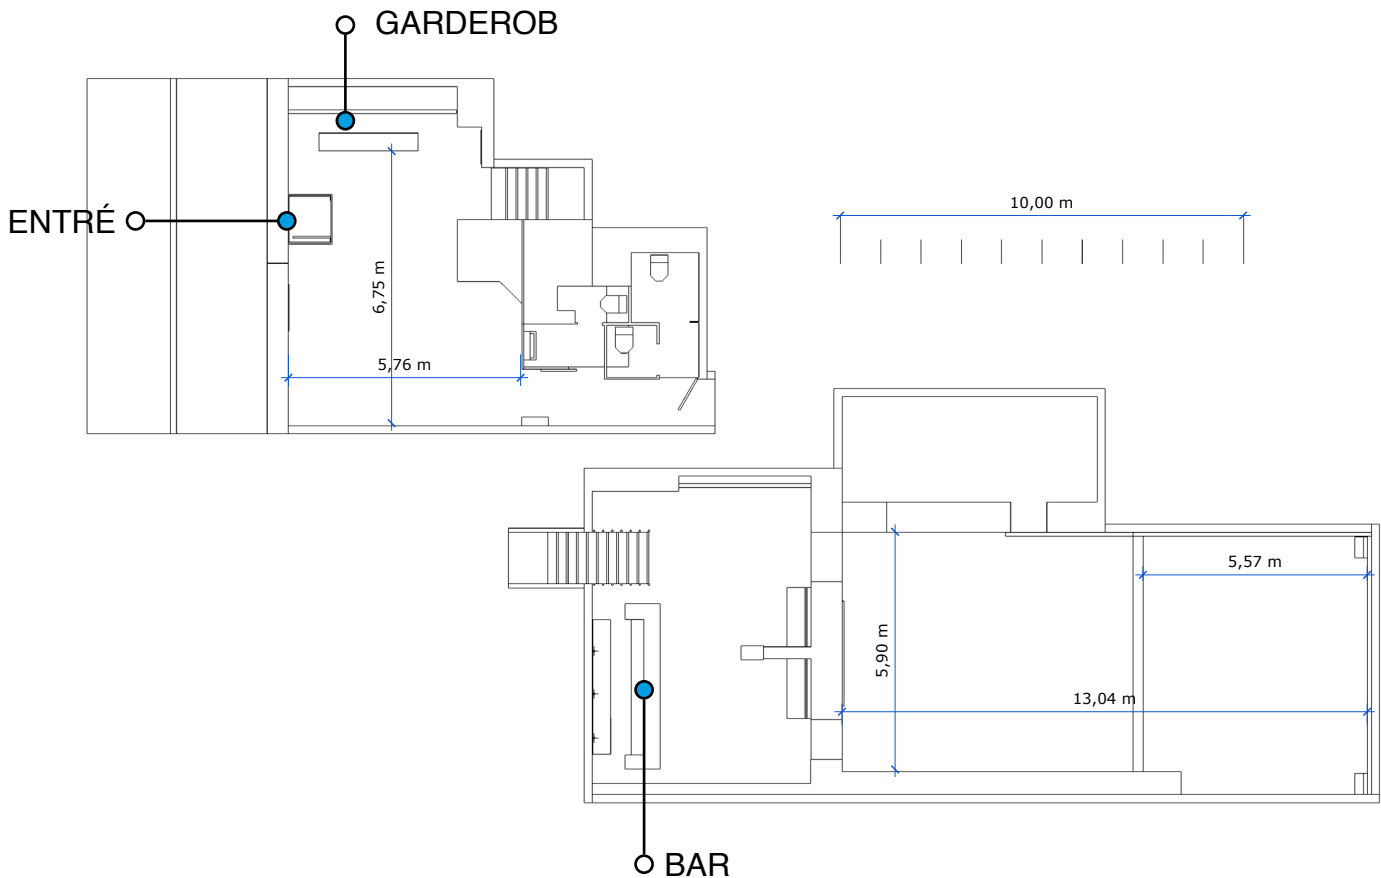 GARDEROB
10,00 m
ENTRÉ
6,75 m
5,76 m
5,57 m
5,90 m
13,04 m
BAR